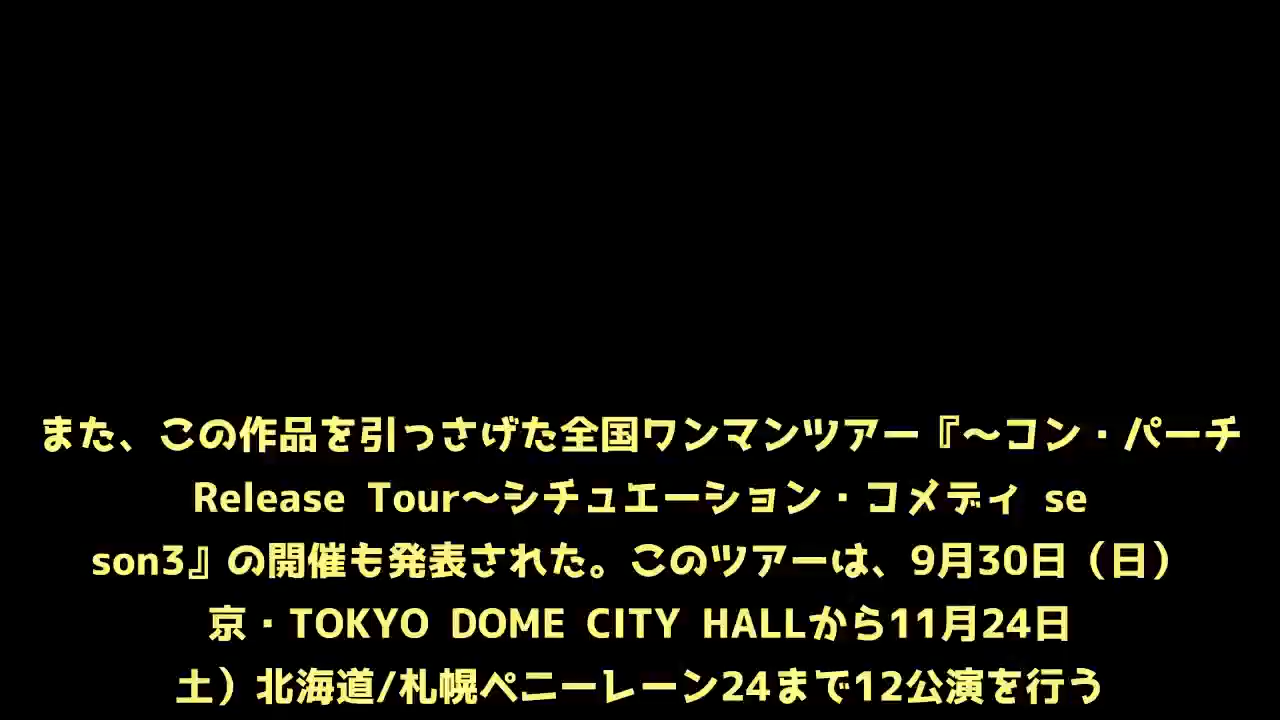 また、この作品を引っさげた全国ワンマンツアー『〜コン・パーチ
Release Tour〜シチュエーション・コメディ se
son3』の開催も発表された。このツアーは、9月30日（日）
京・TOKYO DOME CITY HALLから11月24日
土）北海道/札幌ペニーレーン24まで12公演を行う